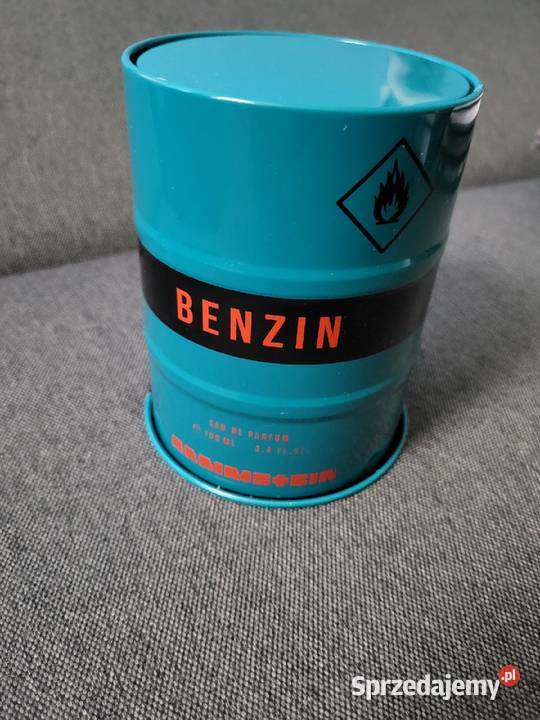 BENZIN
EAU DE PARFUM
e 100 ML 3.4 FL.OZ.
RAMMSTEIN
Sprzedajemy.pl